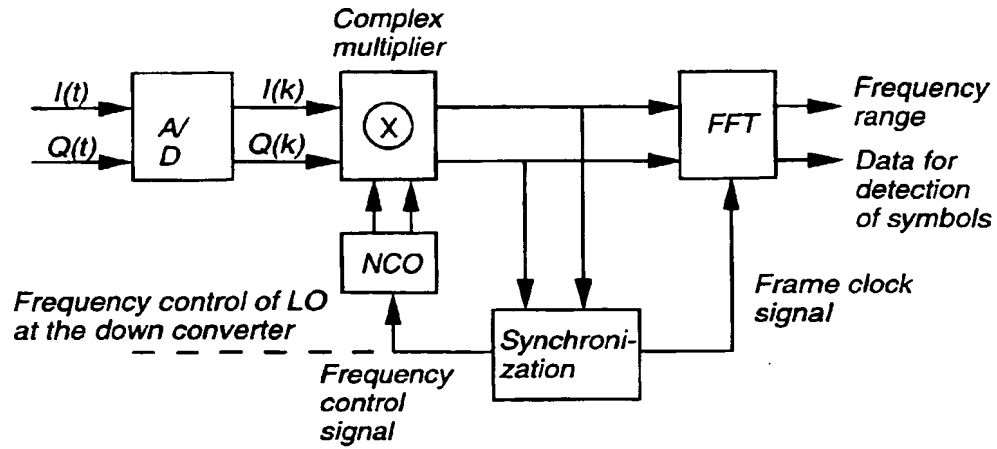 Complex
multiplier
I(t)
I(k)
A/
D
X
FFT
Frequency
range
Q(t)
Q(k)
Data for
detection
of symbols
NCO
Frequency control of LO
at the down converter
Frame clock
signal
Synchroni-
zation
Frequency
control
signal